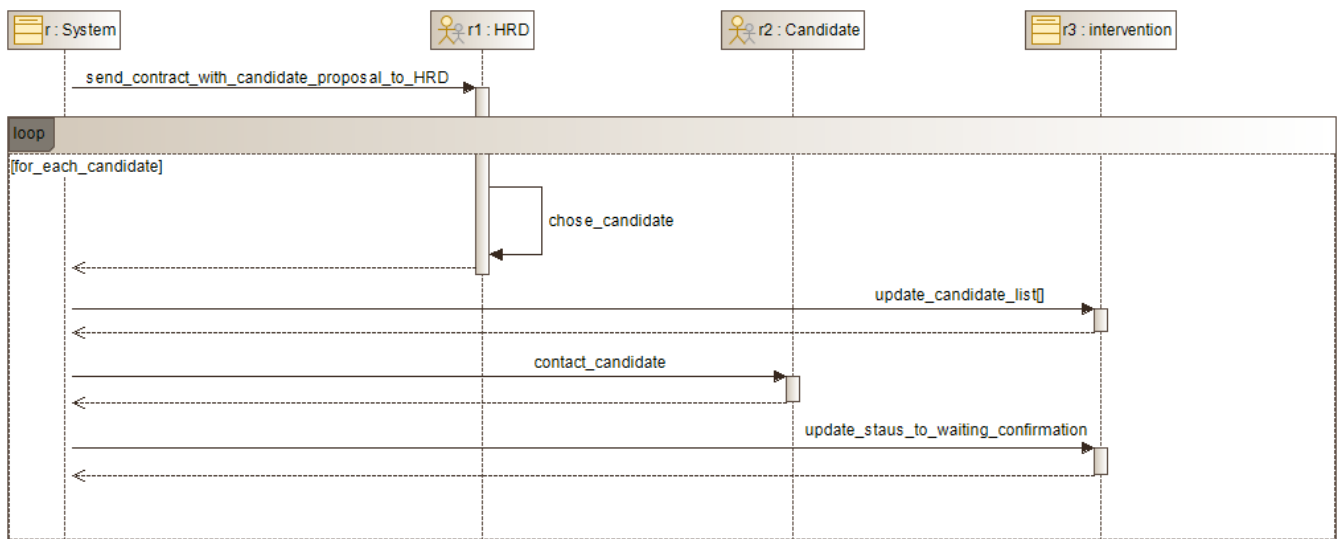 r : System
r1 : HRD
r2 : Candidate
r3 : intervention
send_contract_with_candidate_proposal_to_HRD
loop
[for_each_candidate]
chose_candidate
update_candidate_list[]
contact_candidate
update_staus_to_waiting_confirmation